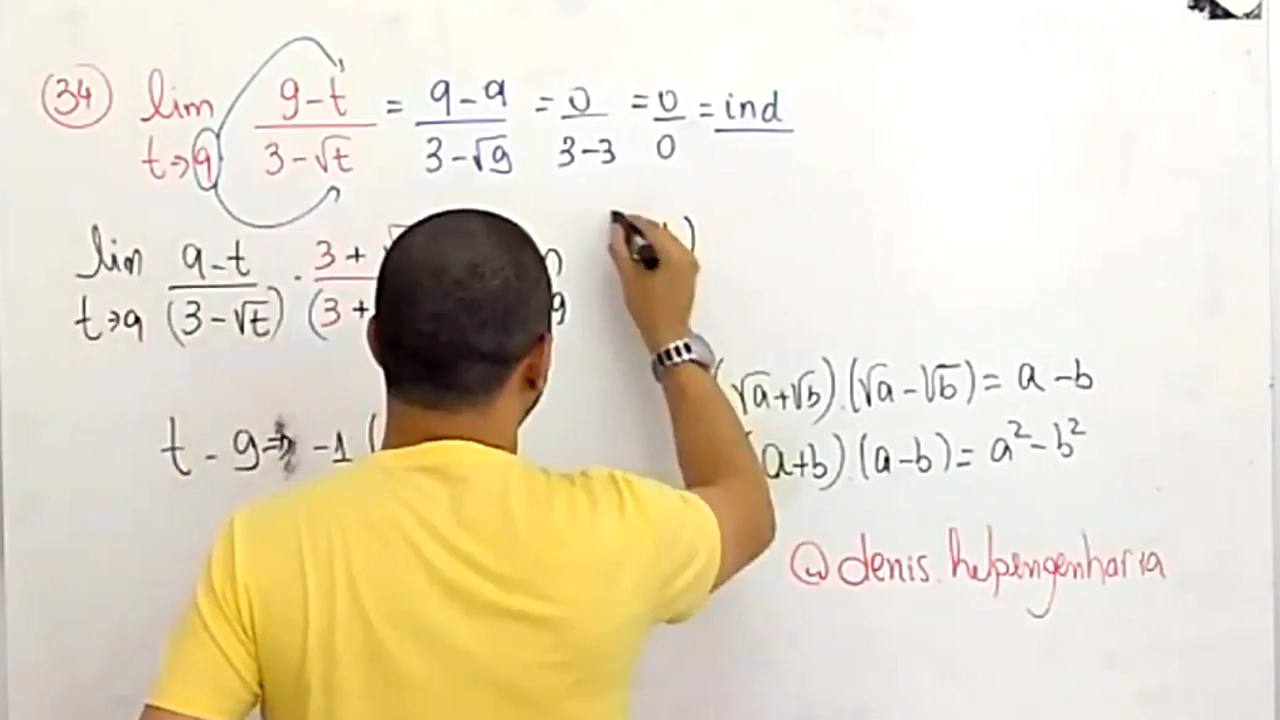 34 lim t→9 9-t / 3-√t = 9-9 / 3-√9 = 0 / 3-3 = 0 / 0 = ind
lim t→9 9-t / (3-√t) · 3+ / (3+
(√a+√b).(√a-√b) = a-b
t-9⇒ -1(
(a+b).(a-b) = a²-b²
@denis.helpengenharia